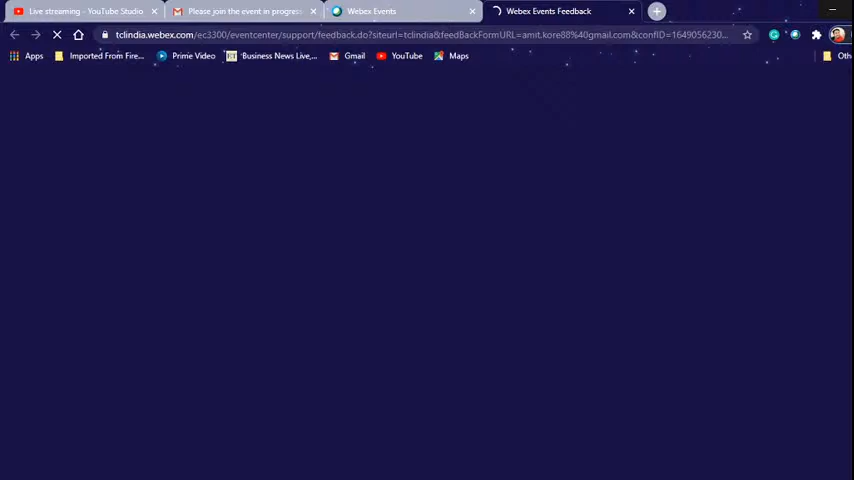 Live streaming - YouTube Studio
Please join the event in progress
Webex Events
Webex Events Feedback
tclindia.webex.com/ec3300/eventcenter/support/feedback.do?siteurl=tclindia&feedBackFormURL=amit.kore88%40gmail.com&confID=1649056230...
Apps
Imported From Fire...
Prime Video
ET
'Business News Live,...
Gmail
YouTube
Maps
Oth